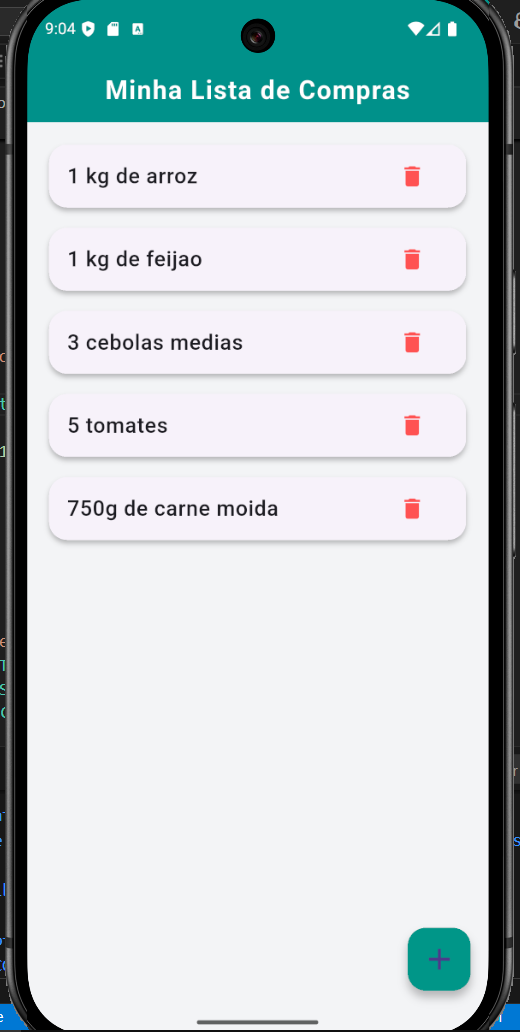 9:04
Minha Lista de Compras
1 kg de arroz
1 kg de feijao
3 cebolas medias
5 tomates
750g de carne moida